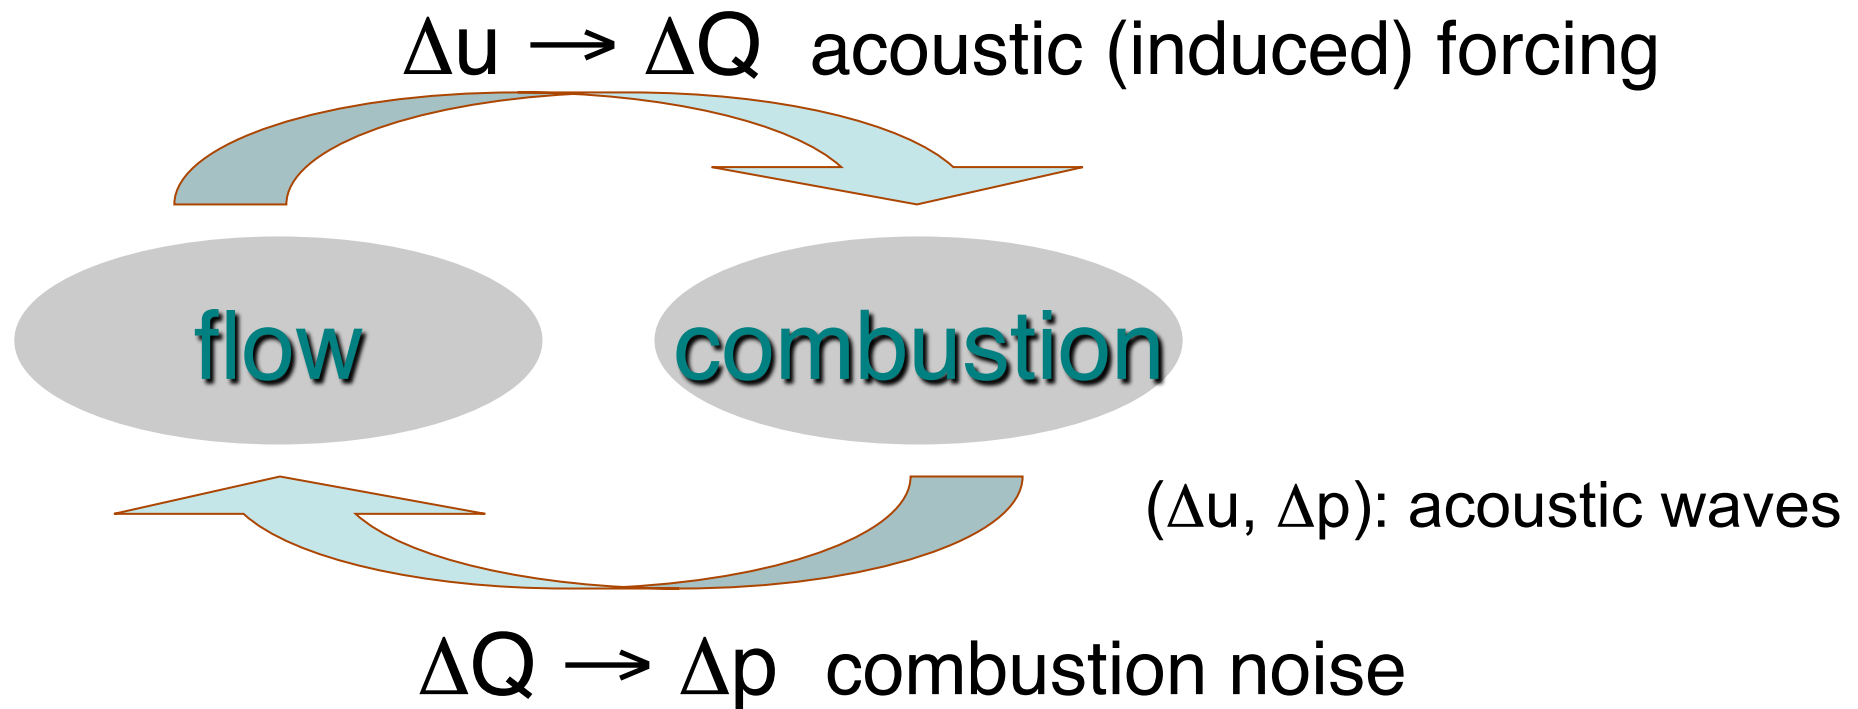 Δu → ΔQ acoustic (induced) forcing
flow
combustion
(Δu, Δp): acoustic waves
ΔQ → Δp combustion noise